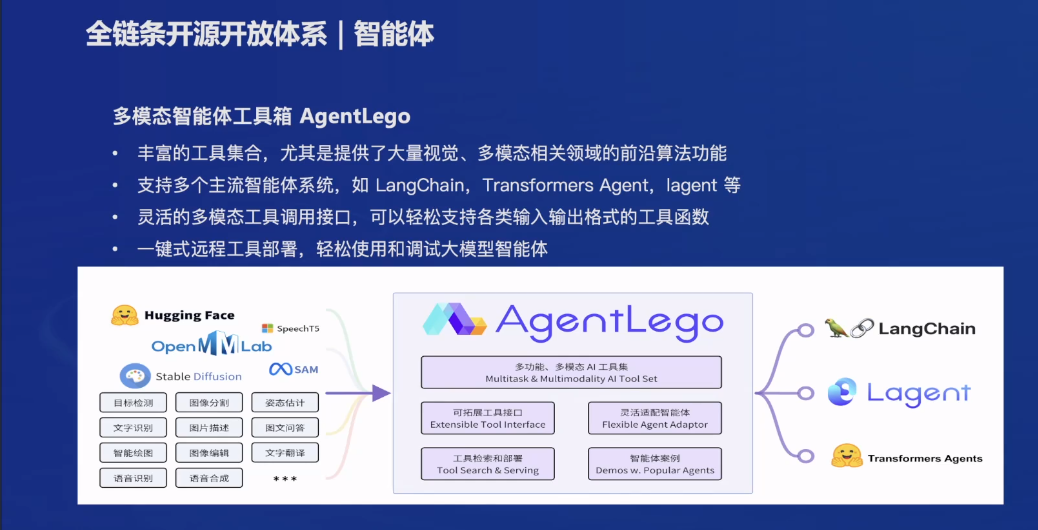 全链条开源开放体系｜智能体
多模态智能体工具箱 AgentLego
• 丰富的工具集合，尤其是提供了大量视觉、多模态相关领域的前沿算法功能
• 支持多个主流智能体系统，如 LangChain，Transformers Agent，lagent 等
• 灵活的多模态工具调用接口，可以轻松支持各类输入输出格式的工具函数
• 一键式远程工具部署，轻松使用和调试大模型智能体
Hugging Face
SpeechT5
OpenMMLab
Stable Diffusion
SAM
目标检测 图像分割 姿态估计
文字识别 图片描述 图文问答
智能绘图 图像编辑 文字翻译
语音识别 语音合成 ***
AgentLego
多功能、多模态 AI 工具集
Multitask & Multimodality AI Tool Set
可拓展工具接口
Extensible Tool Interface
灵活适配智能体
Flexible Agent Adaptor
工具检索和部署
Tool Search & Serving
智能体案例
Demos w. Popular Agents
LangChain
Lagent
Transformers Agents